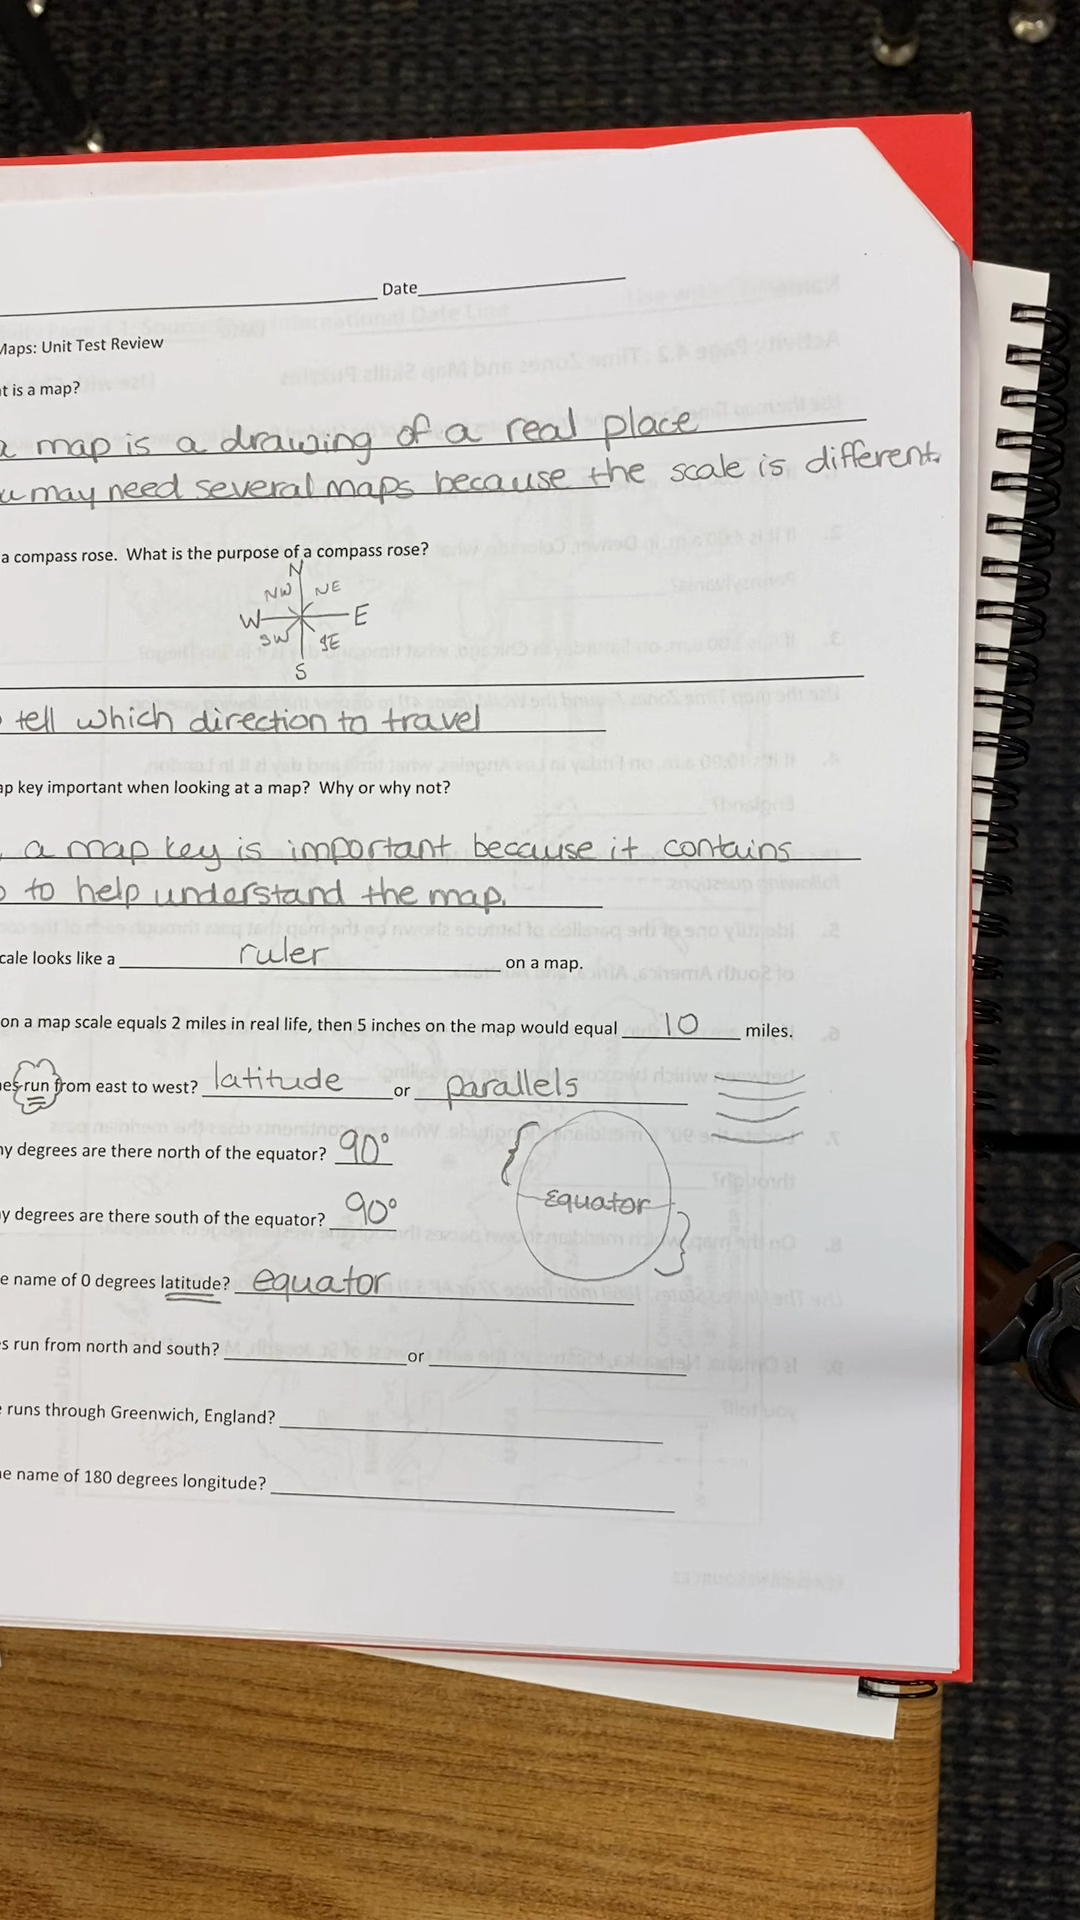 Date
Maps: Unit Test Review
is a map?
a map is a drawing of a real place
may need several maps because the scale is different.
a compass rose. What is the purpose of a compass rose?
N
NW NE
W E
SW SE
S
tell which direction to travel
key important when looking at a map? Why or why not?
a map key is important because it contains
to help understand the map.
looks like a ruler on a map.
on a map scale equals 2 miles in real life, then 5 inches on the map would equal 10 miles.
run from east to west? latitude or parallels
degrees are there north of the equator? 90°
Equator
degrees are there south of the equator? 90°
name of 0 degrees latitude? equator
run from north and south? or
runs through Greenwich, England?
name of 180 degrees longitude?